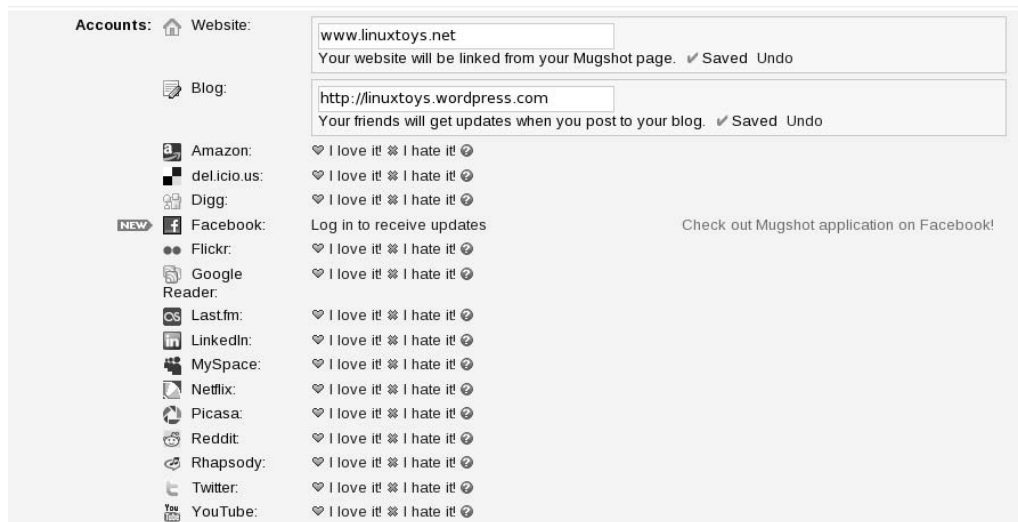 Accounts: Website:
www.linuxtoys.net
Your website will be linked from your Mugshot page. ✔ Saved Undo
Blog:
http://linuxtoys.wordpress.com
Your friends will get updates when you post to your blog. ✔ Saved Undo
Amazon: I love it! I hate it!
del.icio.us: I love it! I hate it!
Digg: I love it! I hate it!
NEW Facebook: Log in to receive updates Check out Mugshot application on Facebook!
Flickr: I love it! I hate it!
Google Reader: I love it! I hate it!
Last.fm: I love it! I hate it!
LinkedIn: I love it! I hate it!
MySpace: I love it! I hate it!
Netflix: I love it! I hate it!
Picasa: I love it! I hate it!
Reddit: I love it! I hate it!
Rhapsody: I love it! I hate it!
Twitter: I love it! I hate it!
YouTube: I love it! I hate it!